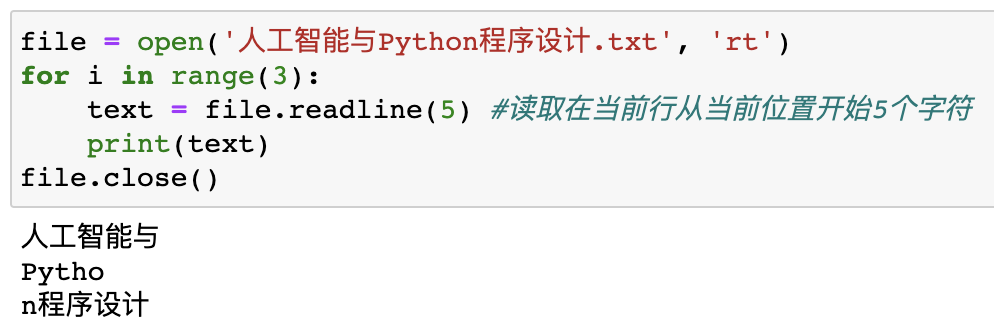 file = open('人工智能与Python程序设计.txt', 'rt')
for i in range(3):
    text = file.readline(5) #读取在当前行从当前位置开始5个字符
    print(text)
file.close()
人工智能与
Pytho
n程序设计